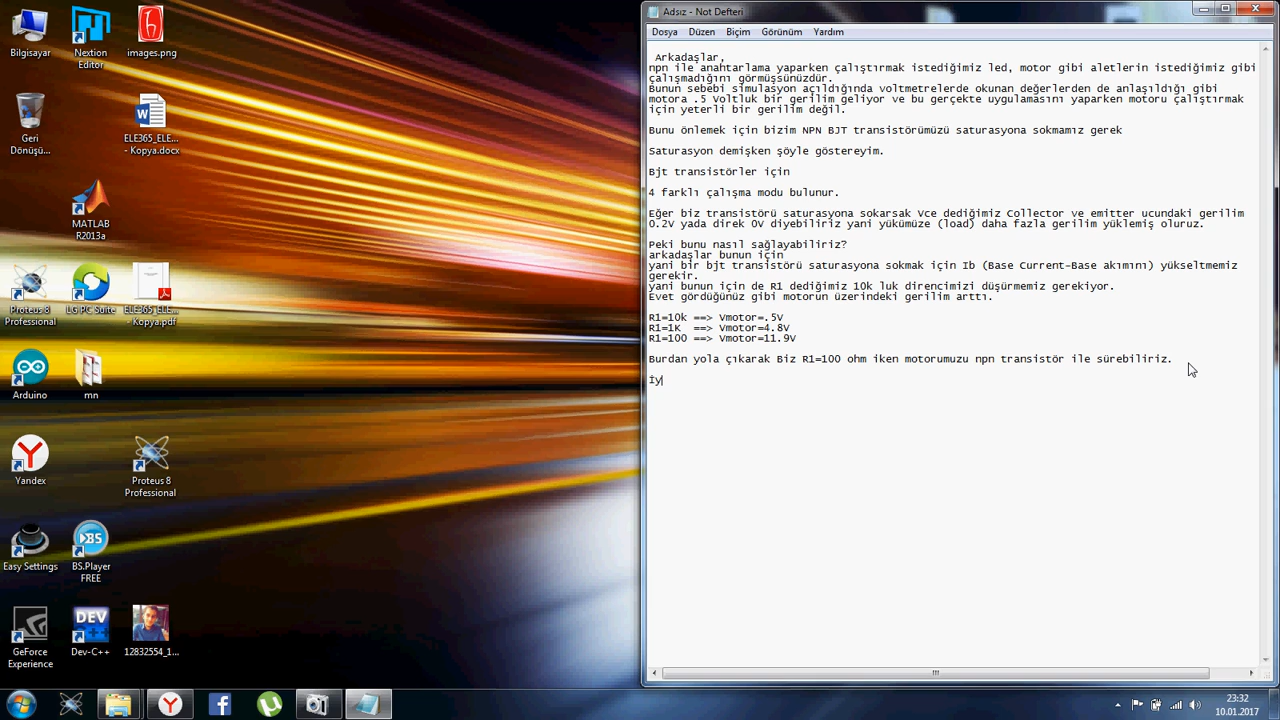 Bilgisayar
Nextion
Editor
images.png
Geri
Dönüşü...
ELE365_ELE...
- Kopya.docx
MATLAB
R2013a
Proteus 8
Professional
LG PC Suite
ELE365_ELE...
- Kopya.pdf
Arduino
mn
Yandex
Proteus 8
Professional
Easy Settings
BS.Player
FREE
GeForce
Experience
DEV
Dev-C++
12832554_1...
Adsız - Not Defteri
Dosya Düzen Biçim Görünüm Yardım
Arkadaşlar,
npn ile anahtarlama yaparken çalıştırmak istediğimiz led, motor gibi aletlerin istediğimiz gibi
çalışmadığını görmüşsünüzdür.
Bunun sebebi simulasyon açıldığında voltmetrelerde okunan değerlerden de anlaşıldığı gibi
motora .5 Voltluk bir gerilim geliyor ve bu gerçekte uygulamasını yaparken motoru çalıştırmak
için yeterli bir gerilim değil.
Bunu önlemek için bizim NPN BJT transistörümüzü saturasyona sokmamız gerek
Saturasyon demişken şöyle göstereyim.
Bjt transistörler için
4 farklı çalışma modu bulunur.
Eğer biz transistörü saturasyona sokarsak Vce dediğimiz Collector ve emitter ucundaki gerilim
0.2v yada direk 0V diyebiliriz yani yükümüze (load) daha fazla gerilim yüklemiş oluruz.
Peki bunu nasıl sağlayabiliriz?
arkadaşlar bunun için
yani bir bjt transistörü saturasyona sokmak için Ib (Base Current-Base akımını) yükseltmemiz
gerekir.
yani bunun için de R1 dediğimiz 10k luk direncimizi düşürmemiz gerekiyor.
Evet gördüğünüz gibi motorun üzerindeki gerilim arttı.
R1=10k ==> Vmotor=.5V
R1=1K ==> Vmotor=4.8V
R1=100 ==> Vmotor=11.9V
Burdan yola çıkarak Biz R1=100 ohm iken motorumuzu npn transistör ile sürebiliriz.
İy
23:32
10.01.2017